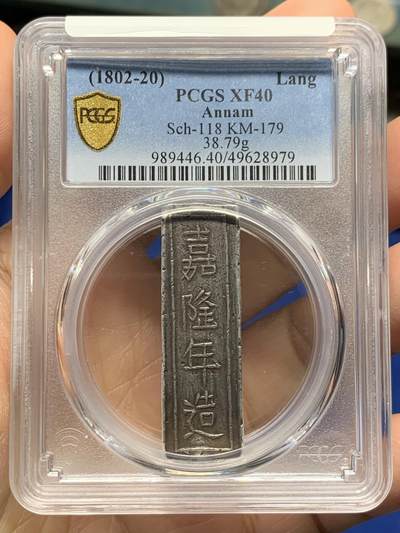 (1802-20) Lang
PCGS XF40
Annam
Sch-118 KM-179
38.79g
989446.40/49628979
PCGS
嘉隆年造
PCGS